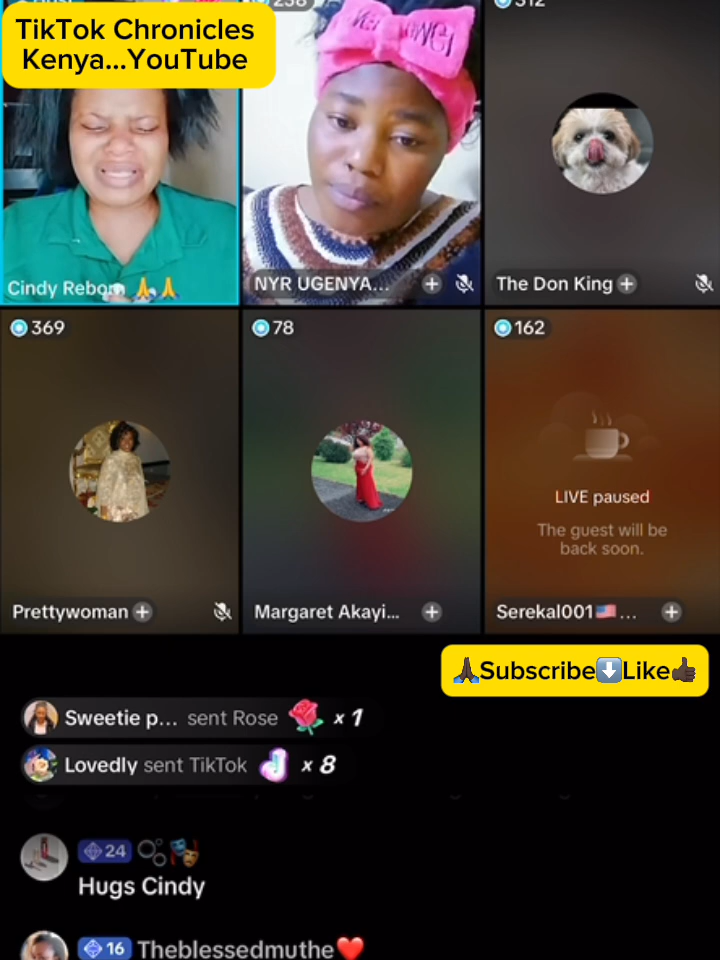 TikTok Chronicles
Kenya...YouTube
238
312
Cindy Reborn 🙏🙏
NYR UGENYA...
The Don King
369
78
162
LIVE paused
The guest will be
back soon.
Prettywoman
Margaret Akayi...
Serekal001🇺🇸...
🙏🏿Subscribe⬇️Like👍🏿
Sweetie p... sent Rose 🌹 x 1
Lovedly sent TikTok x 8
24
Hugs Cindy
16 Theblessedmuthe❤️